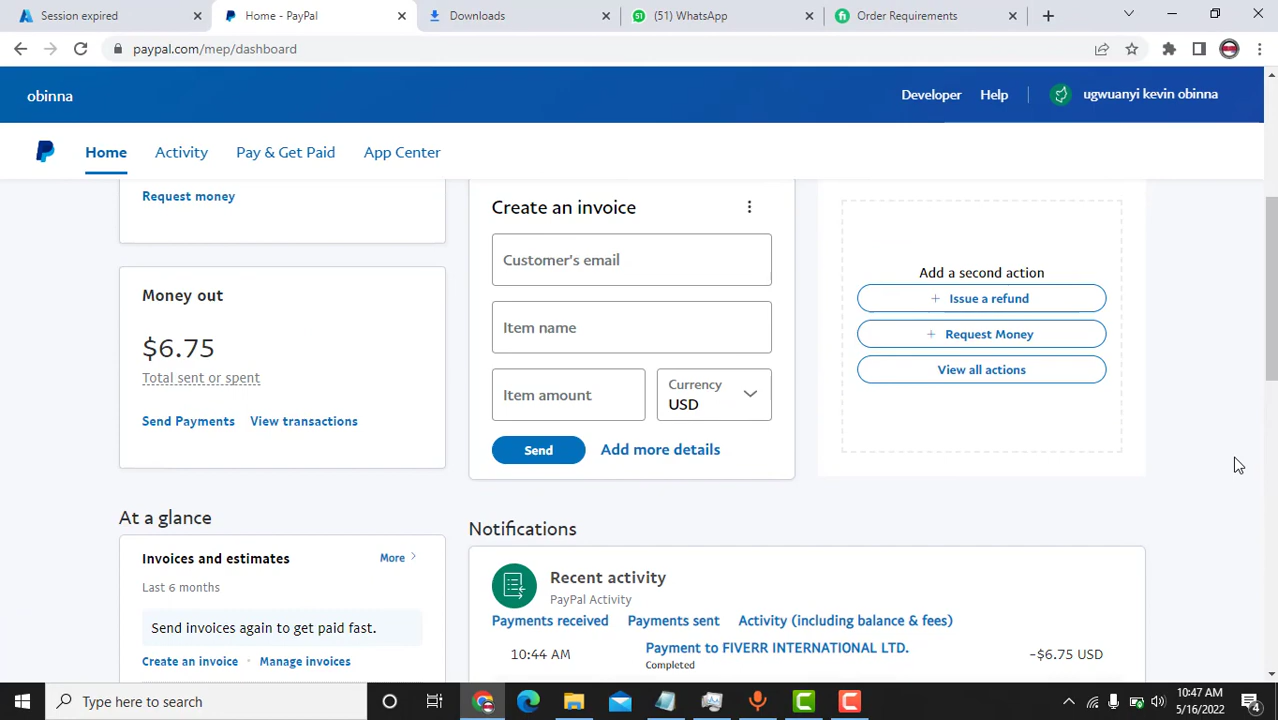 Session expired
Home - PayPal
Downloads
(51) WhatsApp
Order Requirements
paypal.com/mep/dashboard
obinna
Developer
Help
ugwuanyi kevin obinna
Home
Activity
Pay & Get Paid
App Center
Request money
Money out
$6.75
Total sent or spent
Send Payments
View transactions
Create an invoice
Customer's email
Item name
Item amount
Currency
USD
Send
Add more details
Add a second action
+ Issue a refund
+ Request Money
View all actions
At a glance
Invoices and estimates
More >
Last 6 months
Send invoices again to get paid fast.
Create an invoice · Manage invoices
Notifications
Recent activity
PayPal Activity
Payments received
Payments sent
Activity (including balance & fees)
10:44 AM
Payment to FIVERR INTERNATIONAL LTD.
Completed
-$6.75 USD
Type here to search
10:47 AM
5/16/2022
4